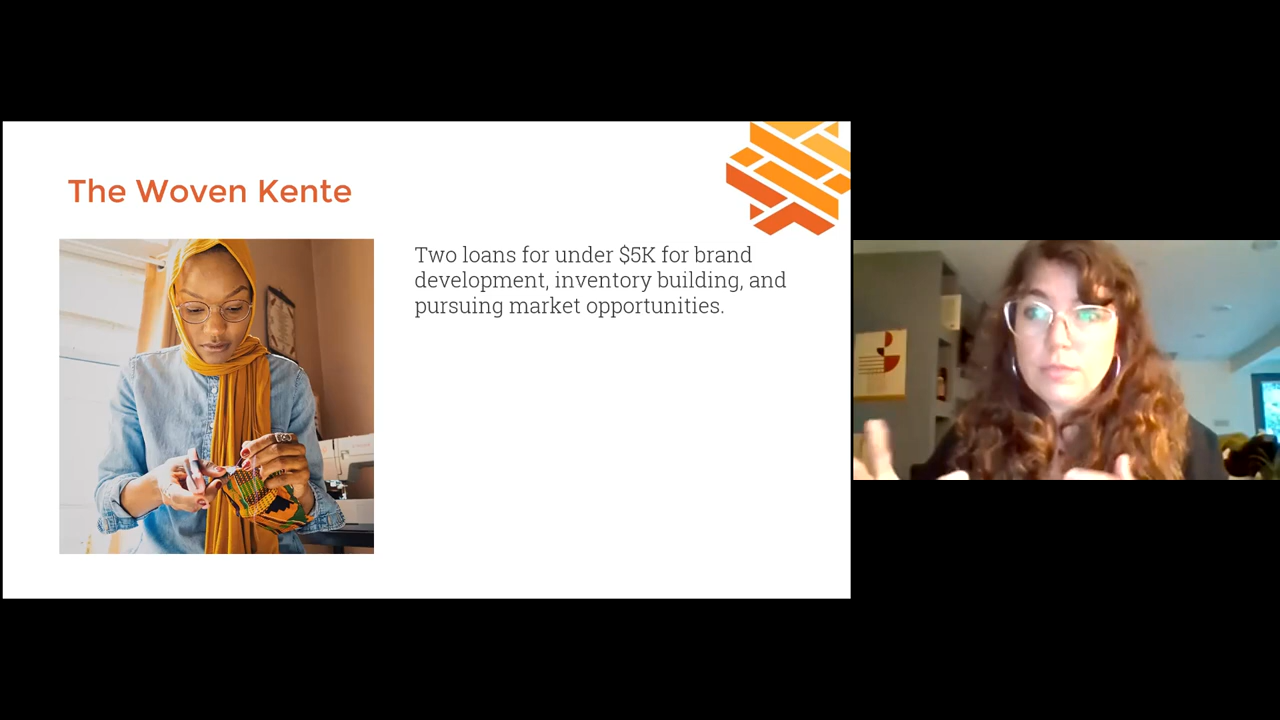 The Woven Kente
Two loans for under $5K for brand
development, inventory building, and
pursuing market opportunities.